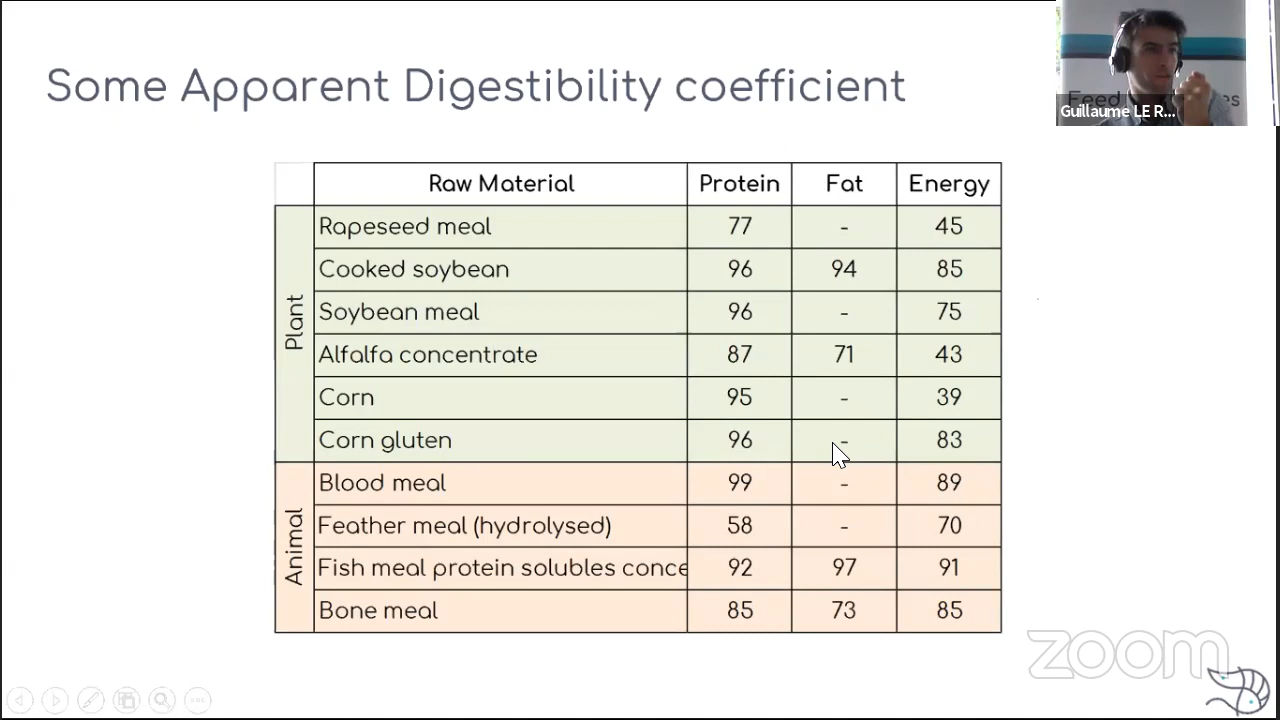 Some Apparent Digestibility coefficient
Guillaume LE R...
Raw Material Protein Fat Energy
Plant
Rapeseed meal 77 - 45
Cooked soybean 96 94 85
Soybean meal 96 - 75
Alfalfa concentrate 87 71 43
Corn 95 - 39
Corn gluten 96 - 83
Animal
Blood meal 99 - 89
Feather meal (hydrolysed) 58 - 70
Fish meal protein solubles conce 92 97 91
Bone meal 85 73 85
zoom